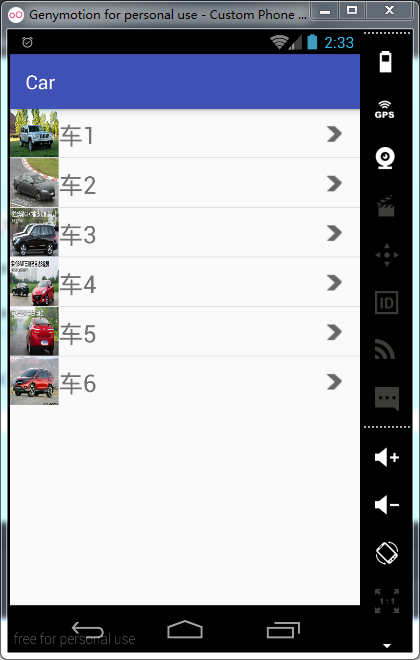 Genymotion for personal use - Custom Phone ...
2:33
Car
车1
车2
车3
车4
车5
车6
GPS
ID
1:1
free for personal use